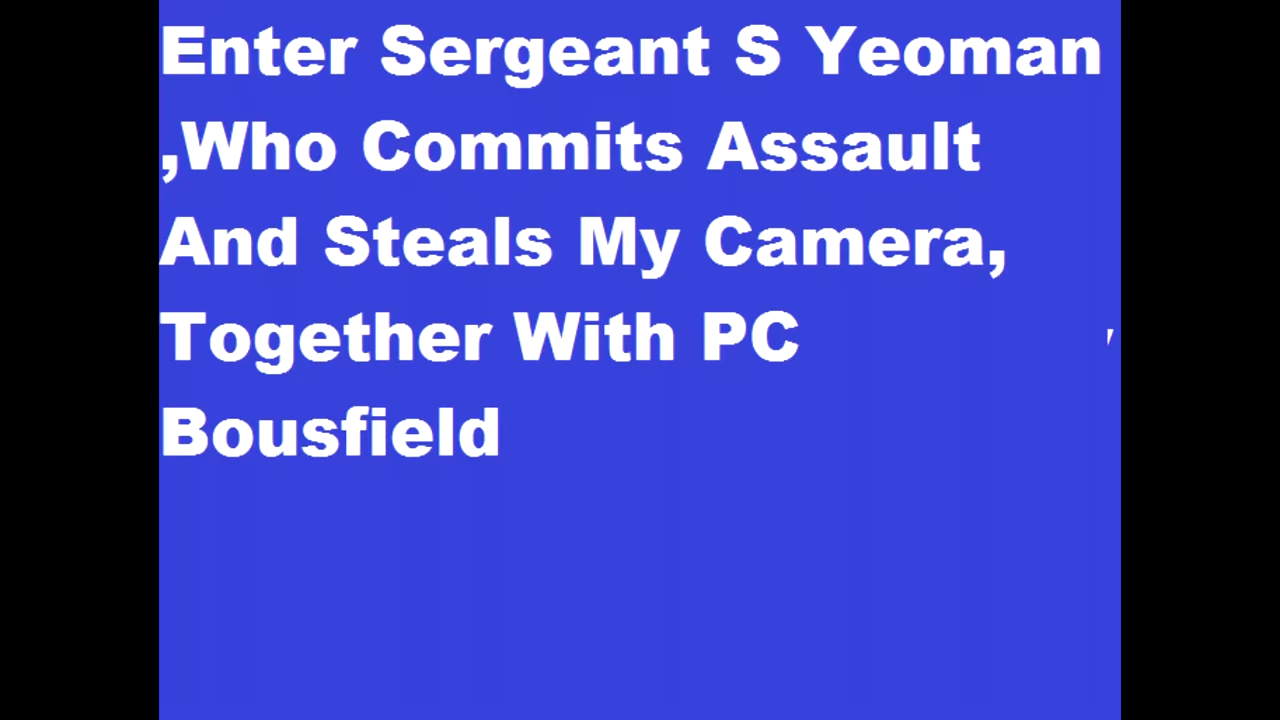 Enter Sergeant S Yeoman
,Who Commits Assault
And Steals My Camera,
Together With PC
Bousfield